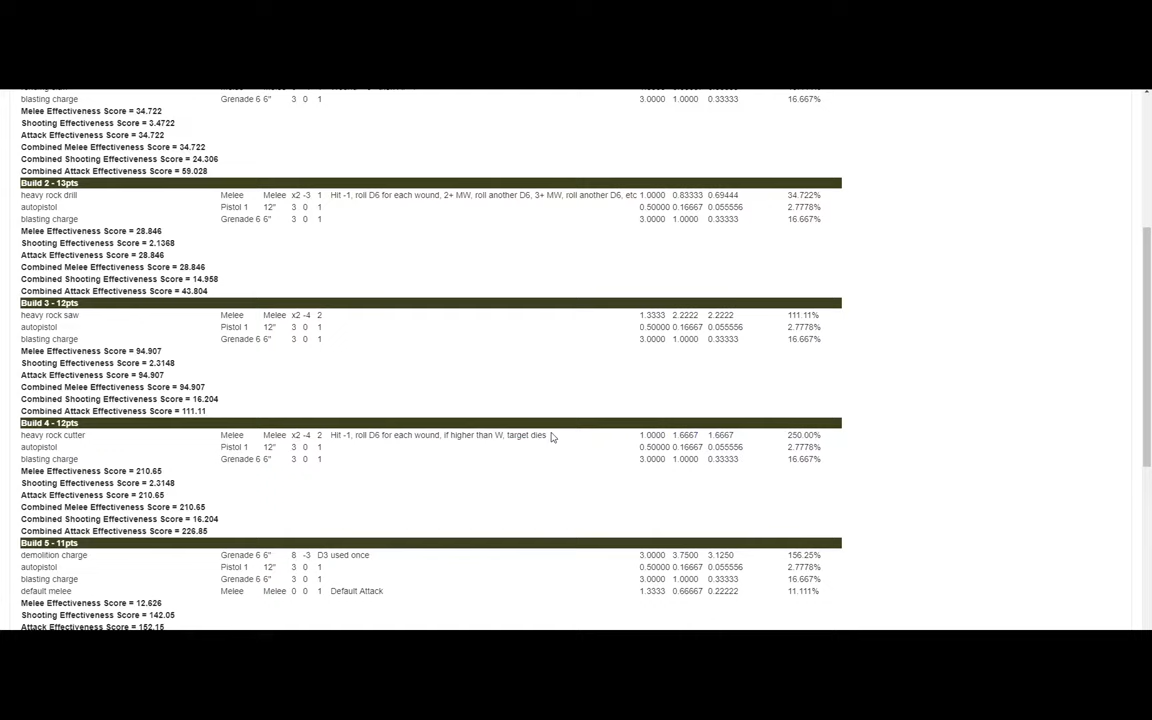 blasting charge Grenade 6 6" 3 0 1 3.0000 1.0000 0.33333 16.667%
Melee Effectiveness Score = 34.722
Shooting Effectiveness Score = 3.4722
Attack Effectiveness Score = 34.722
Combined Melee Effectiveness Score = 34.722
Combined Shooting Effectiveness Score = 24.306
Combined Attack Effectiveness Score = 59.028
Build 2 - 13pts
heavy rock drill Melee Melee x2 -3 1 Hit -1, roll D6 for each wound, 2+ MW, roll another D6, 3+ MW, roll another D6, etc 1.0000 0.83333 0.69444 34.722%
autopistol Pistol 1 12" 3 0 1 0.50000 0.16667 0.055556 2.7778%
blasting charge Grenade 6 6" 3 0 1 3.0000 1.0000 0.33333 16.667%
Melee Effectiveness Score = 28.846
Shooting Effectiveness Score = 2.1368
Attack Effectiveness Score = 28.846
Combined Melee Effectiveness Score = 28.846
Combined Shooting Effectiveness Score = 14.958
Combined Attack Effectiveness Score = 43.804
Build 3 - 12pts
heavy rock saw Melee Melee x2 -4 2 1.3333 2.2222 2.2222 111.11%
autopistol Pistol 1 12" 3 0 1 0.50000 0.16667 0.055556 2.7778%
blasting charge Grenade 6 6" 3 0 1 3.0000 1.0000 0.33333 16.667%
Melee Effectiveness Score = 94.907
Shooting Effectiveness Score = 2.3148
Attack Effectiveness Score = 94.907
Combined Melee Effectiveness Score = 94.907
Combined Shooting Effectiveness Score = 16.204
Combined Attack Effectiveness Score = 111.11
Build 4 - 12pts
heavy rock cutter Melee Melee x2 -4 2 Hit -1, roll D6 for each wound, if higher than W, target dies 1.0000 1.6667 1.6667 250.00%
autopistol Pistol 1 12" 3 0 1 0.50000 0.16667 0.055556 2.7778%
blasting charge Grenade 6 6" 3 0 1 3.0000 1.0000 0.33333 16.667%
Melee Effectiveness Score = 210.65
Shooting Effectiveness Score = 2.3148
Attack Effectiveness Score = 210.65
Combined Melee Effectiveness Score = 210.65
Combined Shooting Effectiveness Score = 16.204
Combined Attack Effectiveness Score = 226.85
Build 5 - 11pts
demolition charge Grenade 6 6" 8 -3 D3 used once 3.0000 3.7500 3.1250 156.25%
autopistol Pistol 1 12" 3 0 1 0.50000 0.16667 0.055556 2.7778%
blasting charge Grenade 6 6" 3 0 1 3.0000 1.0000 0.33333 16.667%
default melee Melee Melee 0 0 1 Default Attack 1.3333 0.66667 0.22222 11.111%
Melee Effectiveness Score = 12.626
Shooting Effectiveness Score = 142.05
Attack Effectiveness Score = 152.15